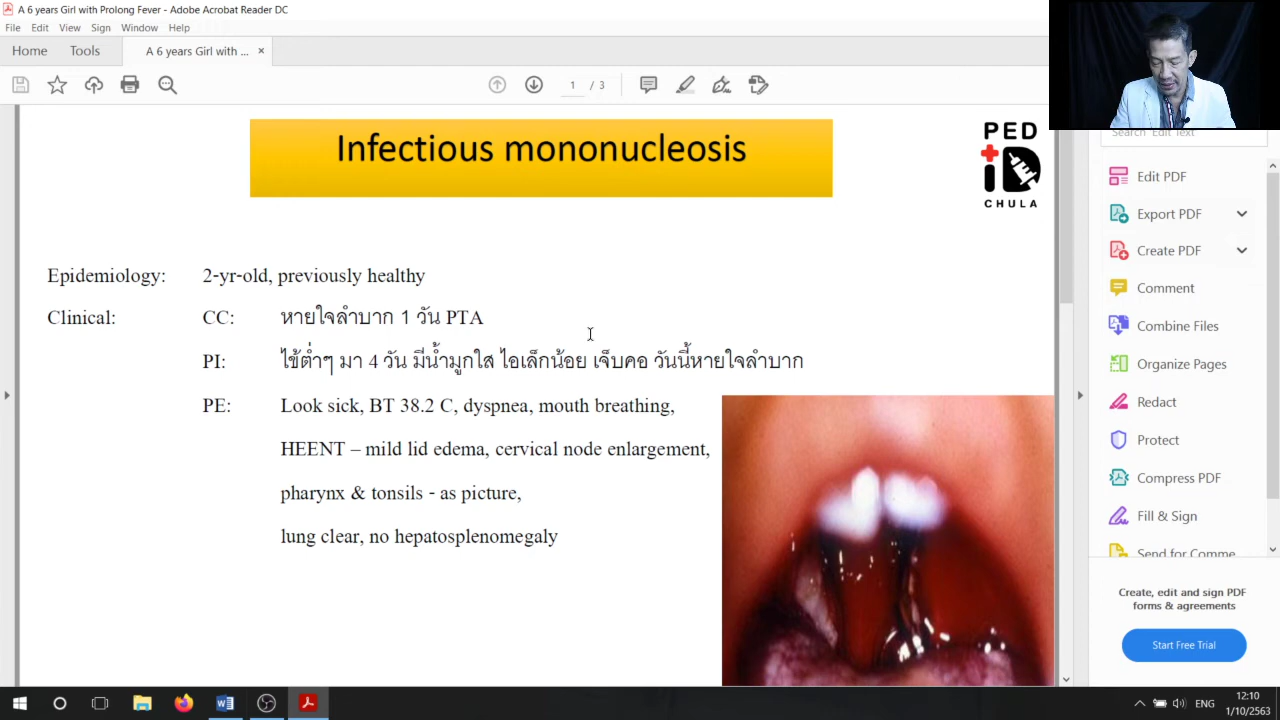 A 6 years Girl with Prolong Fever - Adobe Acrobat Reader DC
File Edit View Sign Window Help
Home Tools A 6 years Girl with ... ×
1 / 3
Search 'Edit Text'
Infectious mononucleosis
PED
iD
CHULA
Epidemiology: 2-yr-old, previously healthy
Clinical: CC: หายใจลำบาก 1 วัน PTA
PI: ไข้ต่ำๆ มา 4 วัน มีน้ำมูกใส ไอเล็กน้อย เจ็บคอ วันนี้หายใจลำบาก
PE: Look sick, BT 38.2 C, dyspnea, mouth breathing,
HEENT – mild lid edema, cervical node enlargement,
pharynx & tonsils - as picture,
lung clear, no hepatosplenomegaly
Edit PDF
Export PDF
Create PDF
Comment
Combine Files
Organize Pages
Redact
Protect
Compress PDF
Fill & Sign
Send for Comme
Create, edit and sign PDF
forms & agreements
Start Free Trial
ENG
12:10
1/10/2563